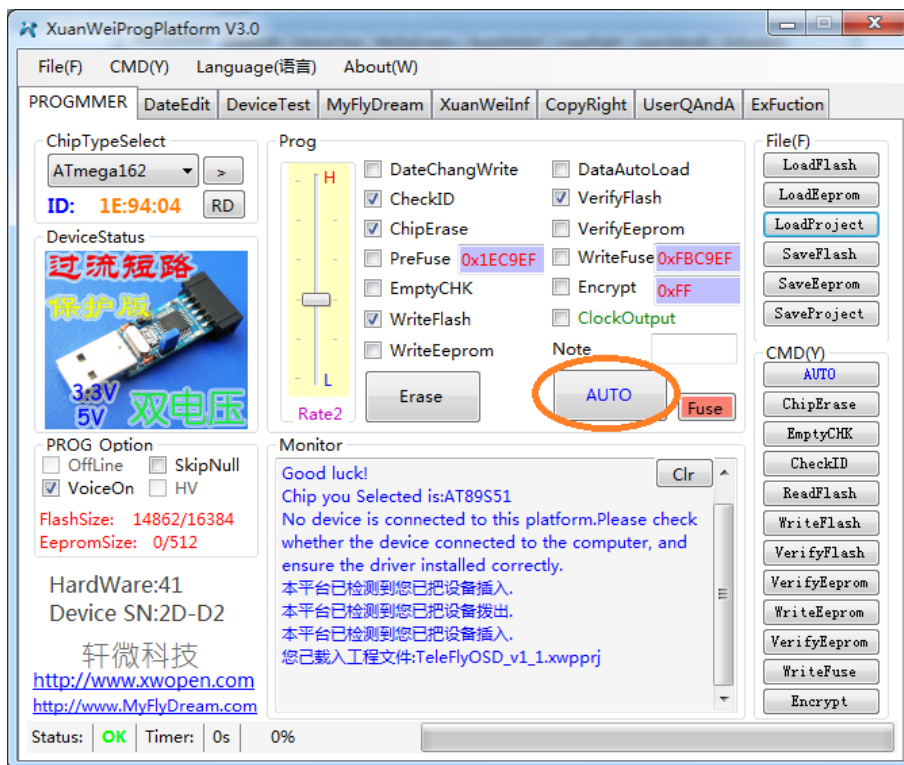 XuanWeiProgPlatform V3.0
File(F) CMD(Y) Language(语言) About(W)
PROGMMER DateEdit DeviceTest MyFlyDream XuanWeiInf CopyRight UserQAndA ExFuction
ChipTypeSelect
ATmega162 >
ID: 1E:94:04 RD
DeviceStatus
过流短路
保护版
3.3V
5V
双电压
PROG Option
OffLine SkipNull
VoiceOn HV
FlashSize: 14862/16384
EepromSize: 0/512
HardWare:41
Device SN:2D-D2
轩微科技
http://www.xwopen.com
http://www.MyFlyDream.com
Prog
H
L
Rate2
DateChangWrite DataAutoLoad
CheckID VerifyFlash
ChipErase VerifyEeprom
PreFuse 0x1EC9EF WriteFuse 0xFBC9EF
EmptyCHK Encrypt 0xFF
WriteFlash ClockOutput
WriteEeprom Note
Erase AUTO Fuse
Monitor
Clr
Good luck!
Chip you Selected is:AT89S51
No device is connected to this platform.Please check
whether the device connected to the computer, and
ensure the driver installed correctly.
本平台已检测到您已把设备插入.
本平台已检测到您已把设备拨出.
本平台已检测到您已把设备插入.
您己载入工程文件:TeleFlyOSD_v1_1.xwpprj
File(F)
LoadFlash
LoadEeprom
LoadProject
SaveFlash
SaveEeprom
SaveProject
CMD(Y)
AUTO
ChipErase
EmptyCHK
CheckID
ReadFlash
WriteFlash
VerifyFlash
VerifyEeprom
WriteEeprom
VerifyEeprom
WriteFuse
Encrypt
Status: OK Timer: 0s 0%